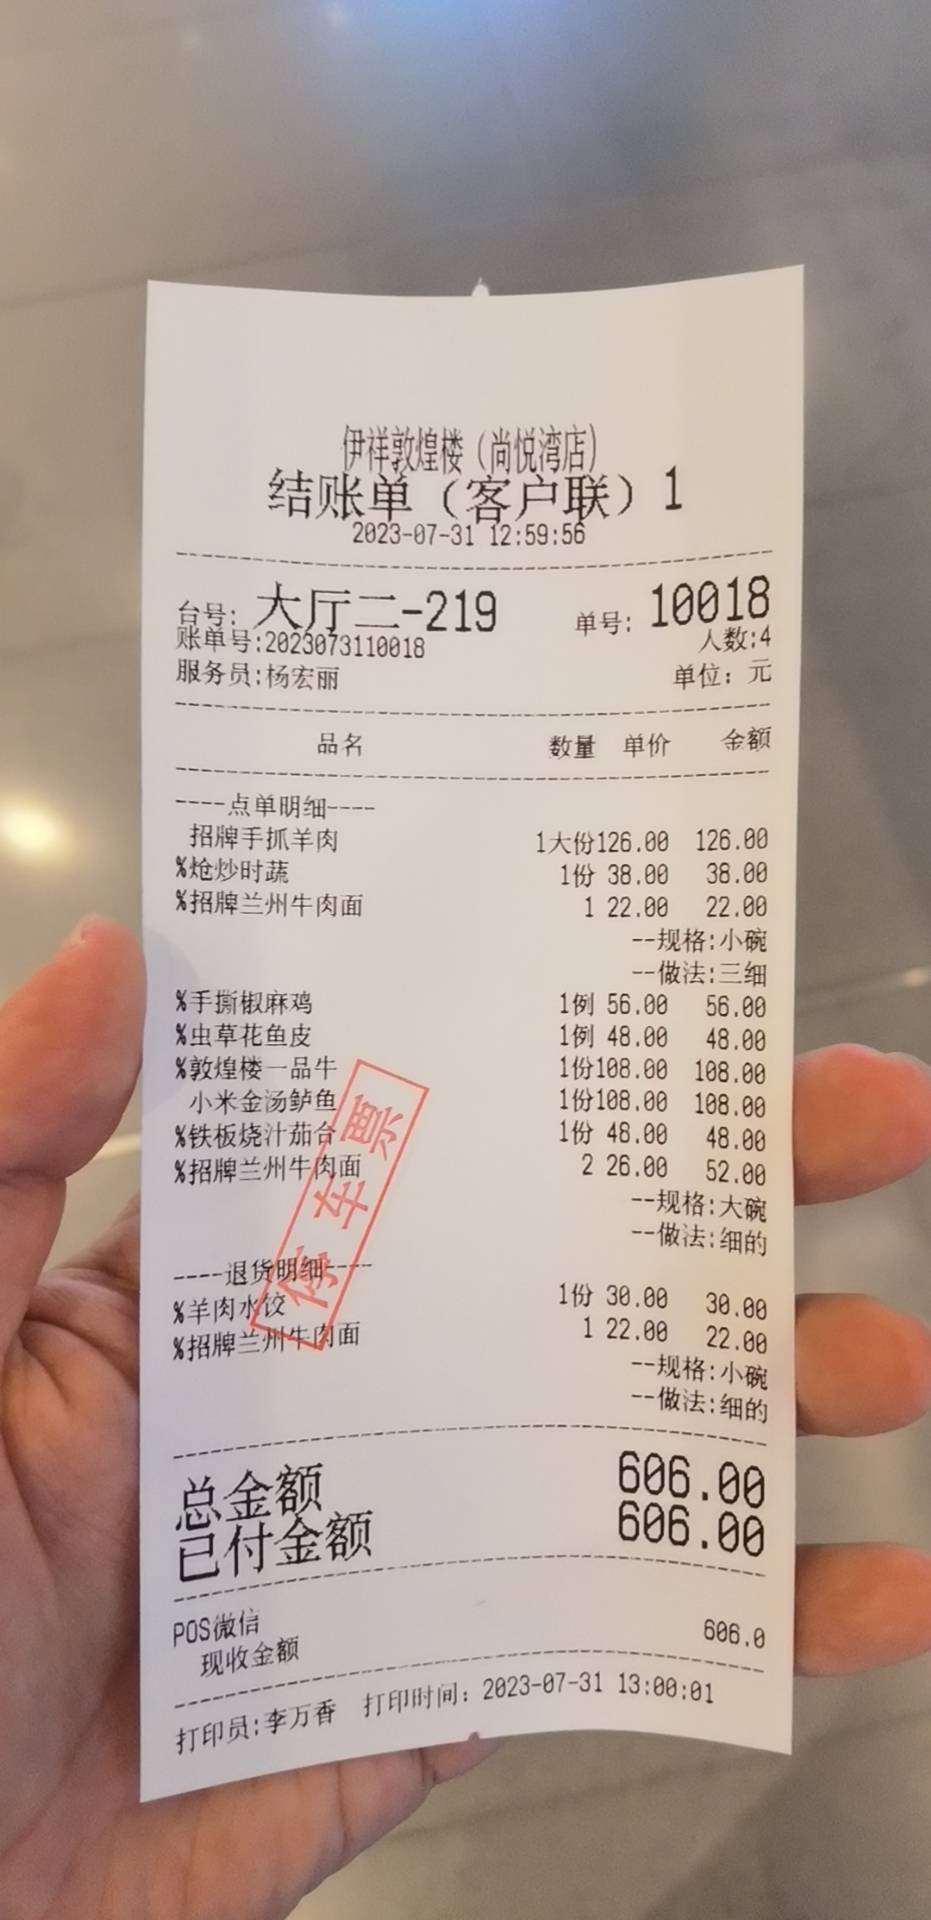 伊祥敦煌楼（尚悦湾店）
结账单（客户联）1
2023-07-31 12:59:56
台号: 大厅二-219 单号: 10018
账单号:2023073110018 人数:4
服务员:杨宏丽 单位: 元
品名 数量 单价 金额
----点单明细----
招牌手抓羊肉 1大份126.00 126.00
%炝炒时蔬 1份 38.00 38.00
%招牌兰州牛肉面 1 22.00 22.00
--规格:小碗
--做法:三细
%手撕椒麻鸡 1例 56.00 56.00
%虫草花鱼皮 1例 48.00 48.00
%敦煌楼一品牛 1份108.00 108.00
小米金汤鲈鱼 1份108.00 108.00
%铁板烧汁茄合 1份 48.00 48.00
%招牌兰州牛肉面 2 26.00 52.00
--规格:大碗
--做法:细的
----退货明细----
%羊肉水饺 1份 30.00 30.00
%招牌兰州牛肉面 1 22.00 22.00
--规格:小碗
--做法:细的
停车票
总金额 606.00
已付金额 606.00
POS微信 606.0
现收金额
打印员:李万香 打印时间: 2023-07-31 13:00:01